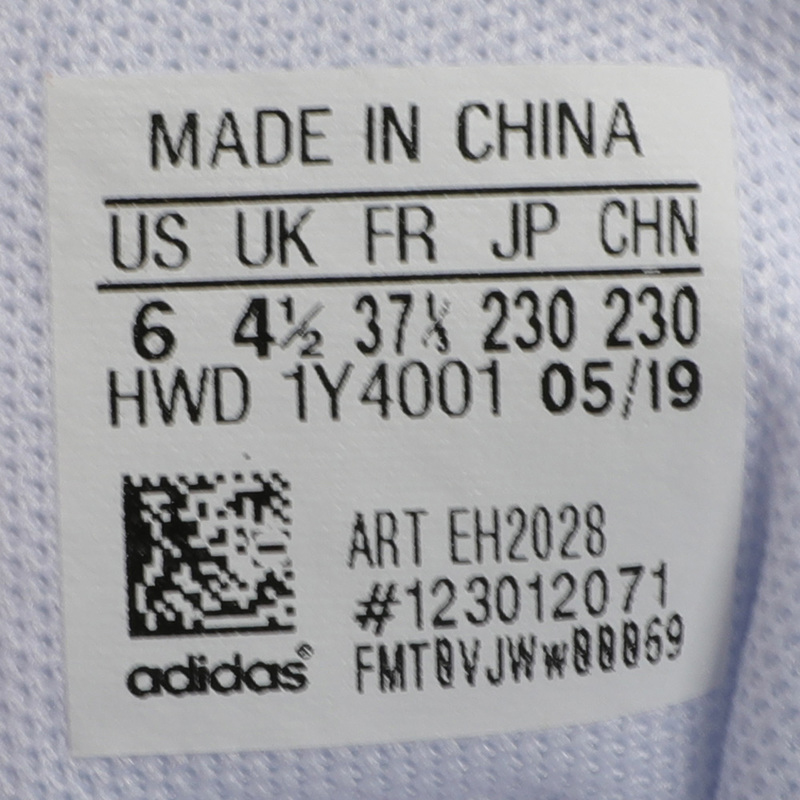 MADE IN CHINA
US UK FR JP CHN
6 4½ 37⅓ 230 230
HWD 1Y4001 05/19
ART EH2028
#123012071
FMT0VJWw00069
adidas®